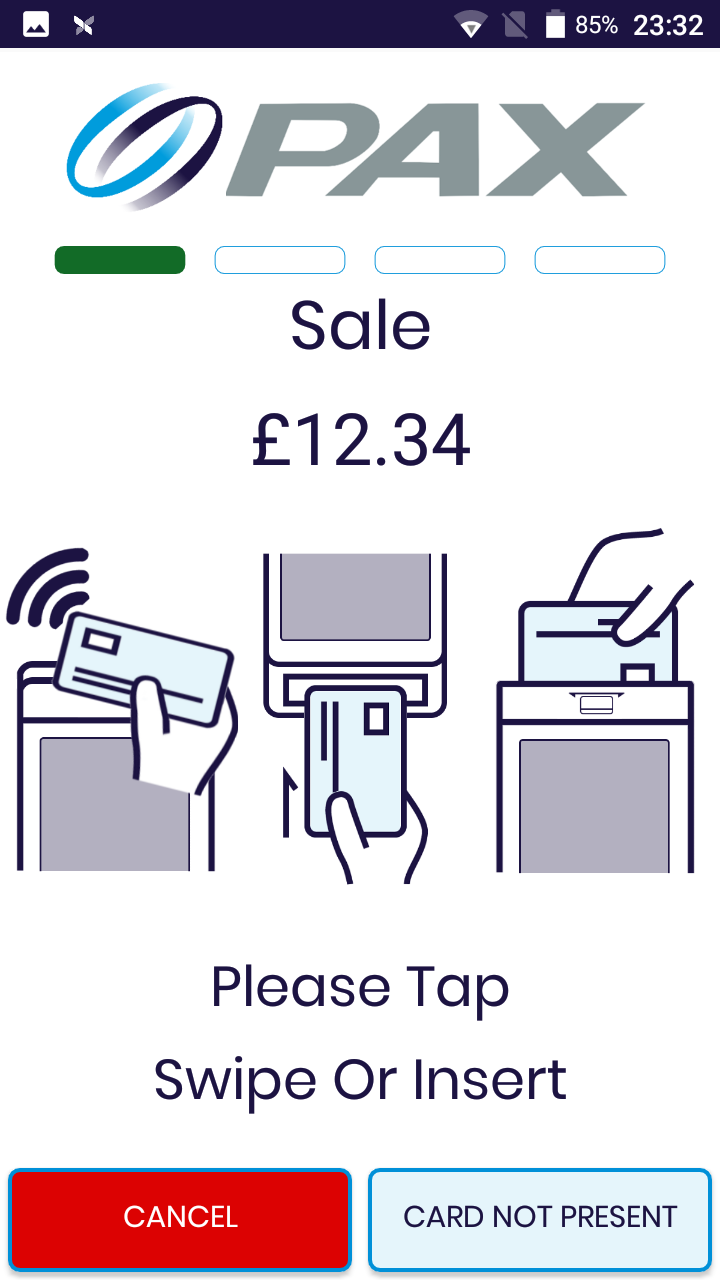 85% 23:32
PAX
Sale
£12.34
Please Tap
Swipe Or Insert
CANCEL
CARD NOT PRESENT